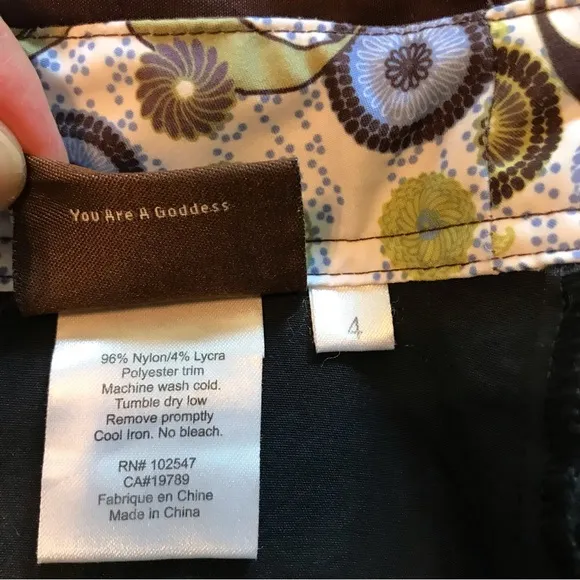 You Are A Goddess
4
96% Nylon/4% Lycra
Polyester trim
Machine wash cold.
Tumble dry low
Remove promptly
Cool Iron. No bleach.
RN# 102547
CA#19789
Fabrique en Chine
Made in China